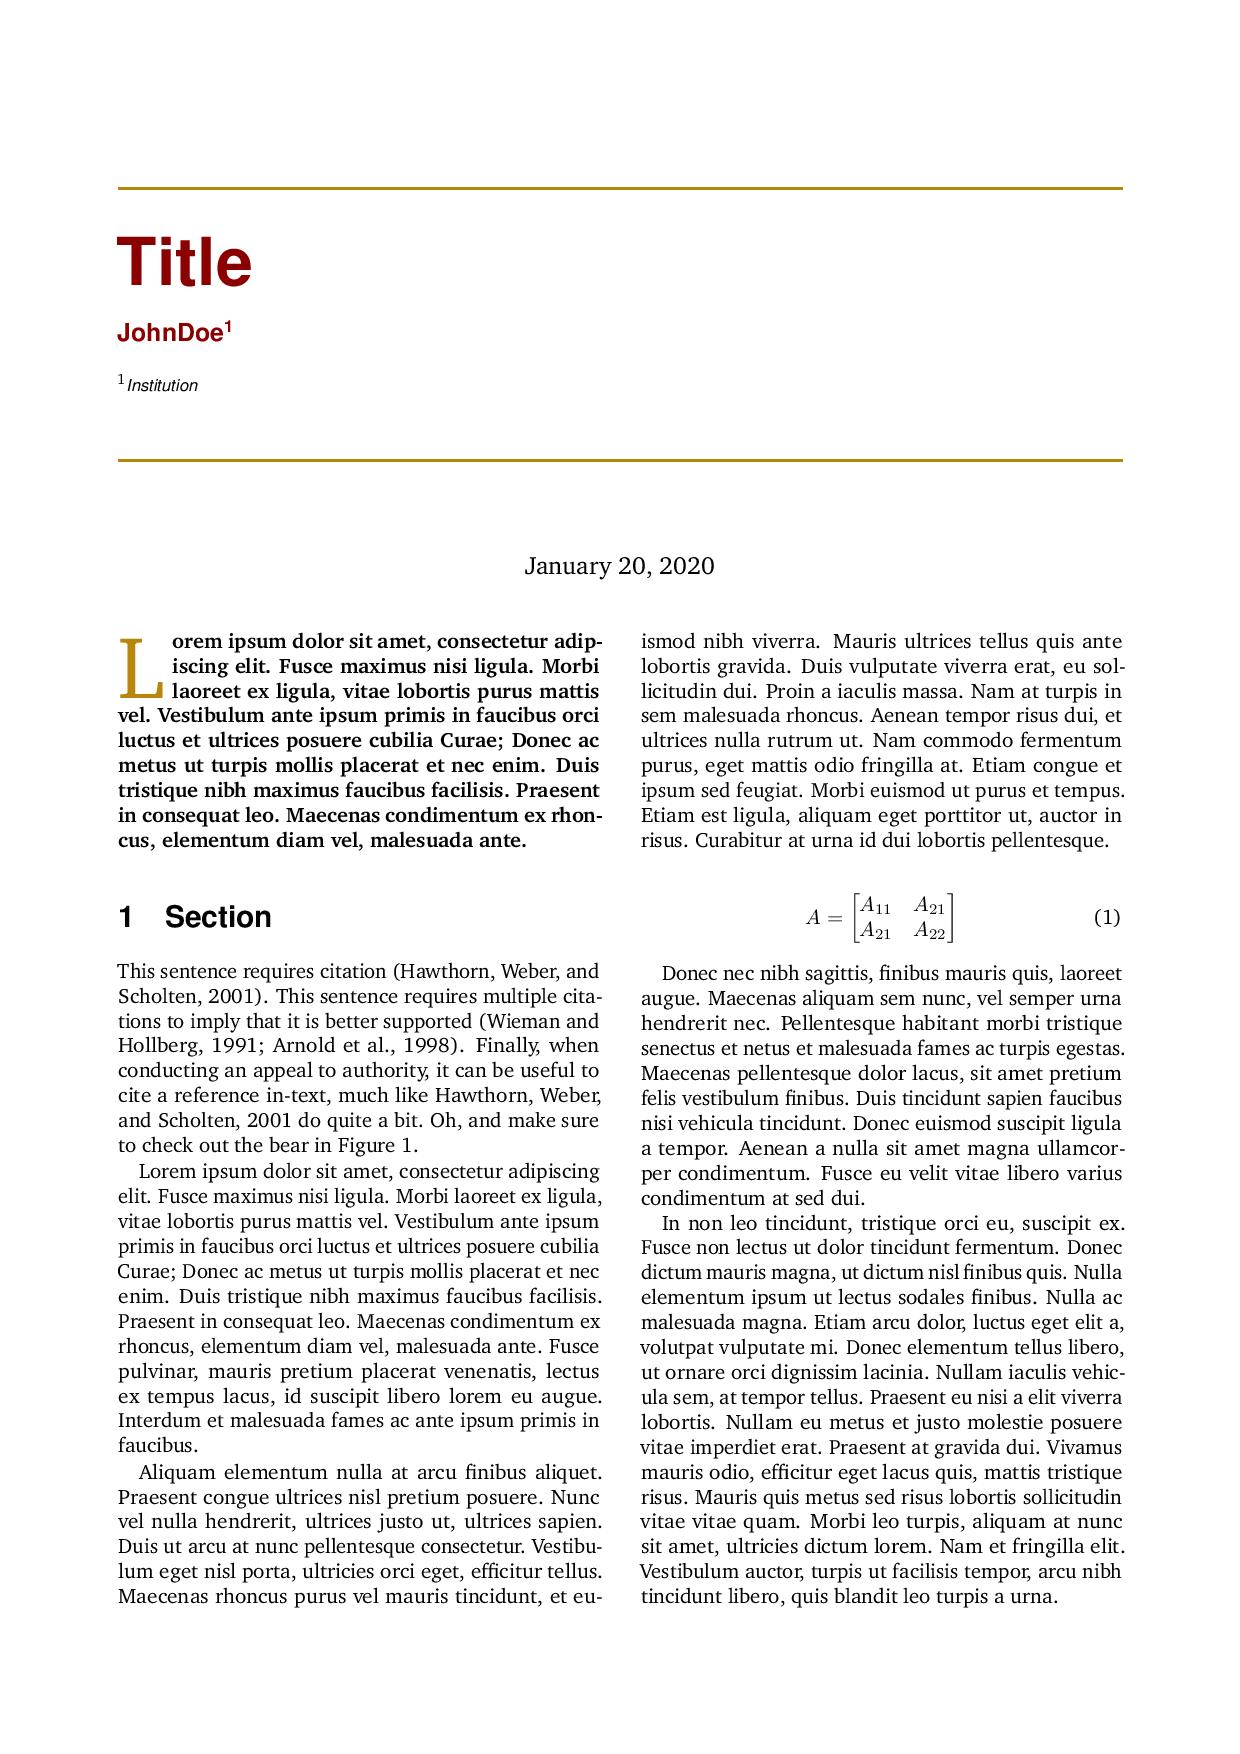 Title
JohnDoe¹
¹Institution
January 20, 2020
Lorem ipsum dolor sit amet, consectetur adip-
iscing elit. Fusce maximus nisi ligula. Morbi
laoreet ex ligula, vitae lobortis purus mattis
vel. Vestibulum ante ipsum primis in faucibus orci
luctus et ultrices posuere cubilia Curae; Donec ac
metus ut turpis mollis placerat et nec enim. Duis
tristique nibh maximus faucibus facilisis. Praesent
in consequat leo. Maecenas condimentum ex rhon-
cus, elementum diam vel, malesuada ante.
1 Section
This sentence requires citation (Hawthorn, Weber, and
Scholten, 2001). This sentence requires multiple cita-
tions to imply that it is better supported (Wieman and
Hollberg, 1991; Arnold et al., 1998). Finally, when
conducting an appeal to authority, it can be useful to
cite a reference in-text, much like Hawthorn, Weber,
and Scholten, 2001 do quite a bit. Oh, and make sure
to check out the bear in Figure 1.
Lorem ipsum dolor sit amet, consectetur adipiscing
elit. Fusce maximus nisi ligula. Morbi laoreet ex ligula,
vitae lobortis purus mattis vel. Vestibulum ante ipsum
primis in faucibus orci luctus et ultrices posuere cubilia
Curae; Donec ac metus ut turpis mollis placerat et nec
enim. Duis tristique nibh maximus faucibus facilisis.
Praesent in consequat leo. Maecenas condimentum ex
rhoncus, elementum diam vel, malesuada ante. Fusce
pulvinar, mauris pretium placerat venenatis, lectus
ex tempus lacus, id suscipit libero lorem eu augue.
Interdum et malesuada fames ac ante ipsum primis in
faucibus.
Aliquam elementum nulla at arcu finibus aliquet.
Praesent congue ultrices nisl pretium posuere. Nunc
vel nulla hendrerit, ultrices justo ut, ultrices sapien.
Duis ut arcu at nunc pellentesque consectetur. Vestibu-
lum eget nisl porta, ultricies orci eget, efficitur tellus.
Maecenas rhoncus purus vel mauris tincidunt, et eu-
ismod nibh viverra. Mauris ultrices tellus quis ante
lobortis gravida. Duis vulputate viverra erat, eu sol-
licitudin dui. Proin a iaculis massa. Nam at turpis in
sem malesuada rhoncus. Aenean tempor risus dui, et
ultrices nulla rutrum ut. Nam commodo fermentum
purus, eget mattis odio fringilla at. Etiam congue et
ipsum sed feugiat. Morbi euismod ut purus et tempus.
Etiam est ligula, aliquam eget porttitor ut, auctor in
risus. Curabitur at urna id dui lobortis pellentesque.
A = [A₁₁ A₂₁
A₂₁ A₂₂] (1)
Donec nec nibh sagittis, finibus mauris quis, laoreet
augue. Maecenas aliquam sem nunc, vel semper urna
hendrerit nec. Pellentesque habitant morbi tristique
senectus et netus et malesuada fames ac turpis egestas.
Maecenas pellentesque dolor lacus, sit amet pretium
felis vestibulum finibus. Duis tincidunt sapien faucibus
nisi vehicula tincidunt. Donec euismod suscipit ligula
a tempor. Aenean a nulla sit amet magna ullamcor-
per condimentum. Fusce eu velit vitae libero varius
condimentum at sed dui.
In non leo tincidunt, tristique orci eu, suscipit ex.
Fusce non lectus ut dolor tincidunt fermentum. Donec
dictum mauris magna, ut dictum nisl finibus quis. Nulla
elementum ipsum ut lectus sodales finibus. Nulla ac
malesuada magna. Etiam arcu dolor, luctus eget elit a,
volutpat vulputate mi. Donec elementum tellus libero,
ut ornare orci dignissim lacinia. Nullam iaculis vehic-
ula sem, at tempor tellus. Praesent eu nisi a elit viverra
lobortis. Nullam eu metus et justo molestie posuere
vitae imperdiet erat. Praesent at gravida dui. Vivamus
mauris odio, efficitur eget lacus quis, mattis tristique
risus. Mauris quis metus sed risus lobortis sollicitudin
vitae vitae quam. Morbi leo turpis, aliquam at nunc
sit amet, ultricies dictum lorem. Nam et fringilla elit.
Vestibulum auctor, turpis ut facilisis tempor, arcu nibh
tincidunt libero, quis blandit leo turpis a urna.